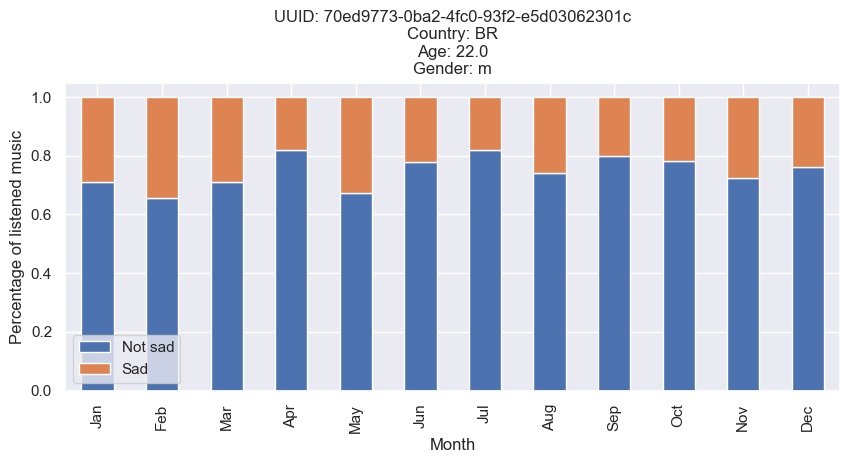 UUID: 70ed9773-0ba2-4fc0-93f2-e5d03062301c
Country: BR
Age: 22.0
Gender: m
Percentage of listened music
1.0
0.8
0.6
0.4
0.2
0.0
Not sad
Sad
Jan Feb Mar Apr May Jun Jul Aug Sep Oct Nov Dec
Month